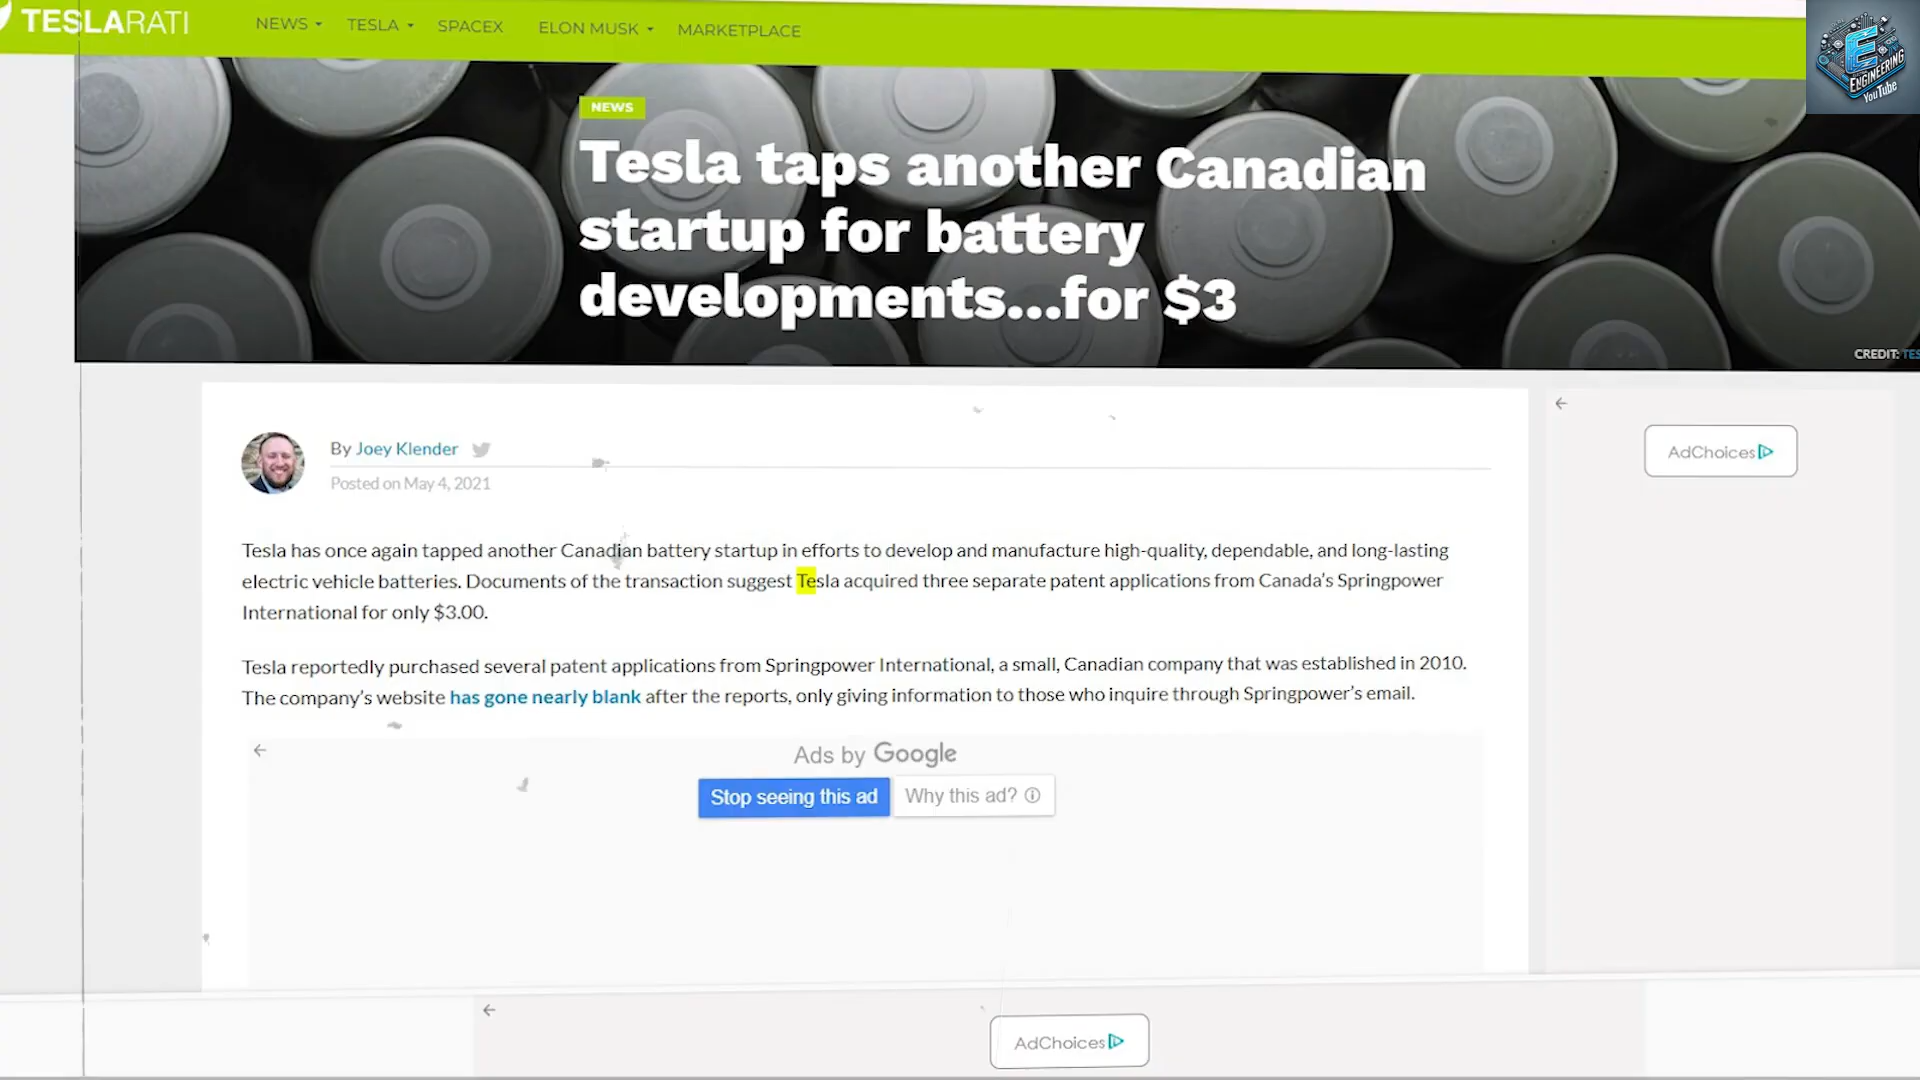 TESLARATI
NEWS
TESLA
SPACEX
ELON MUSK
MARKETPLACE
E
ENGINEERING
YouTube
NEWS
Tesla taps another Canadian
startup for battery
developments...for $3
CREDIT: TES
By Joey Klender
Posted on May 4, 2021
AdChoices
Tesla has once again tapped another Canadian battery startup in efforts to develop and manufacture high-quality, dependable, and long-lasting
electric vehicle batteries. Documents of the transaction suggest Tesla acquired three separate patent applications from Canada's Springpower
International for only $3.00.
Tesla reportedly purchased several patent applications from Springpower International, a small, Canadian company that was established in 2010.
The company's website has gone nearly blank after the reports, only giving information to those who inquire through Springpower's email.
Ads by Google
Stop seeing this ad
Why this ad?
AdChoices